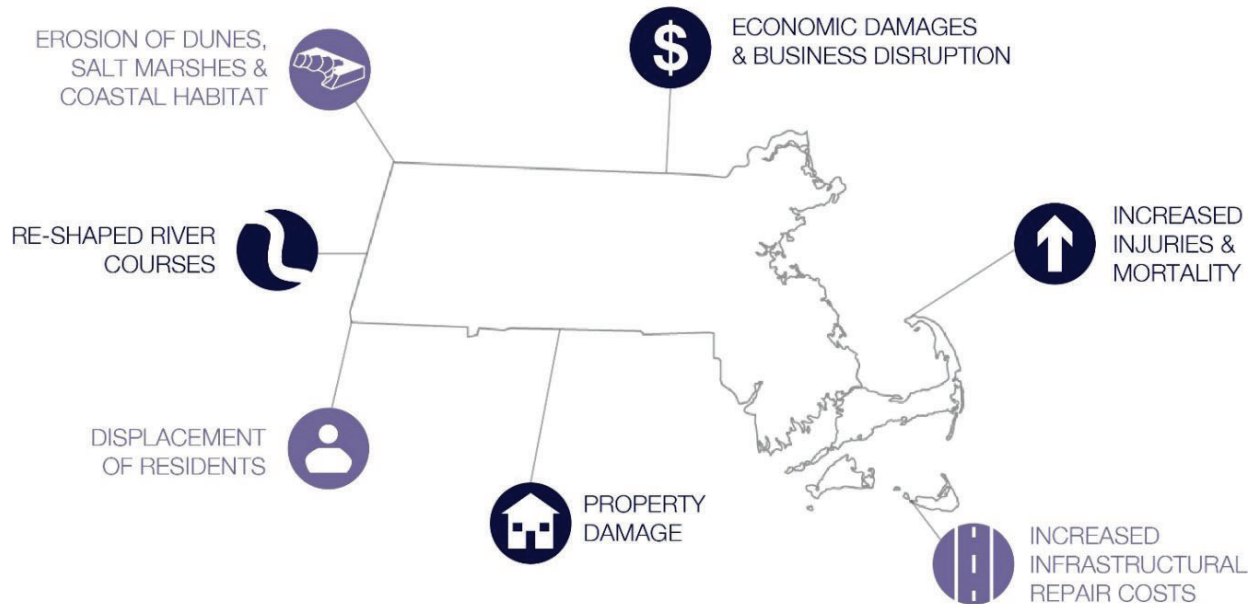 EROSION OF DUNES,
SALT MARSHES &
COASTAL HABITAT
$
ECONOMIC DAMAGES
& BUSINESS DISRUPTION
RE-SHAPED RIVER
COURSES
INCREASED
INJURIES &
MORTALITY
DISPLACEMENT
OF RESIDENTS
PROPERTY
DAMAGE
INCREASED
INFRASTRUCTURAL
REPAIR COSTS